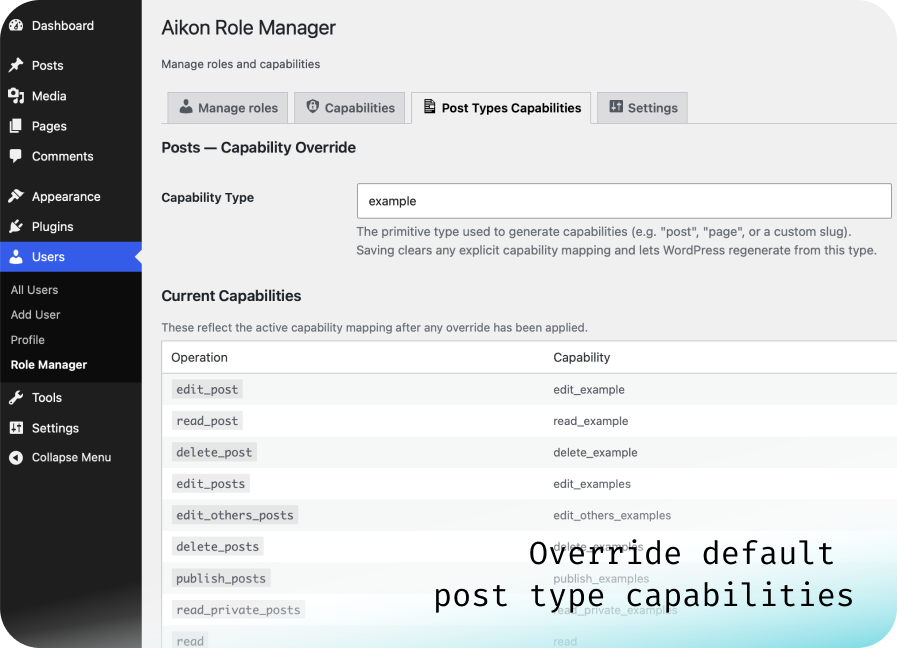 Dashboard
Posts
Media
Pages
Comments
Appearance
Plugins
Users
All Users
Add User
Profile
Role Manager
Tools
Settings
Collapse Menu
Aikon Role Manager
Manage roles and capabilities
Manage roles
Capabilities
Post Types Capabilities
Settings
Posts — Capability Override
Capability Type
example
The primitive type used to generate capabilities (e.g. "post", "page", or a custom slug).
Saving clears any explicit capability mapping and lets WordPress regenerate from this type.
Current Capabilities
These reflect the active capability mapping after any override has been applied.
Operation Capability
edit_post edit_example
read_post read_example
delete_post delete_example
edit_posts edit_examples
edit_others_posts edit_others_examples
delete_posts delete_examples
publish_posts publish_examples
read_private_posts read_private_examples
read read
Override default
post type capabilities